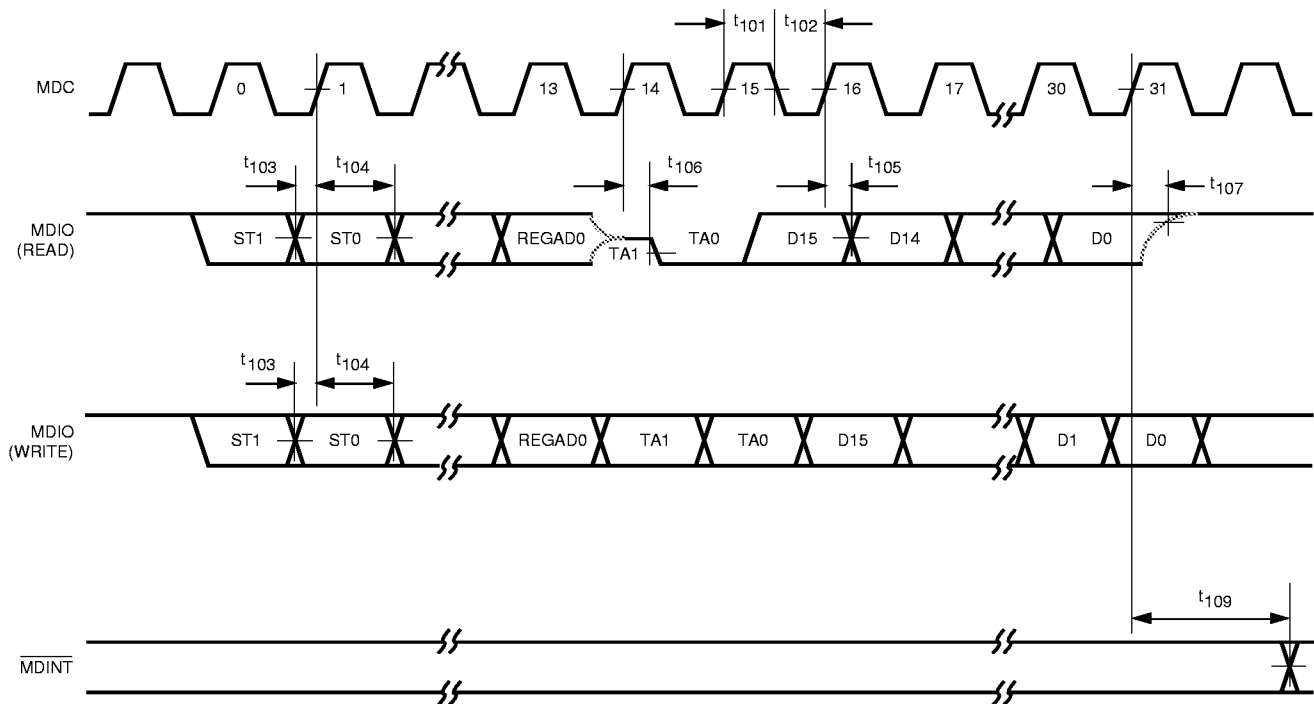 t101 t102
MDC 0 1 13 14 15 16 17 30 31
t103 t104 t106 t105 t107
MDIO
(READ)
ST1 ST0 REGAD0 TA1 TA0 D15 D14 D0
t103 t104
MDIO
(WRITE)
ST1 ST0 REGAD0 TA1 TA0 D15 D1 D0
t109
MDINT